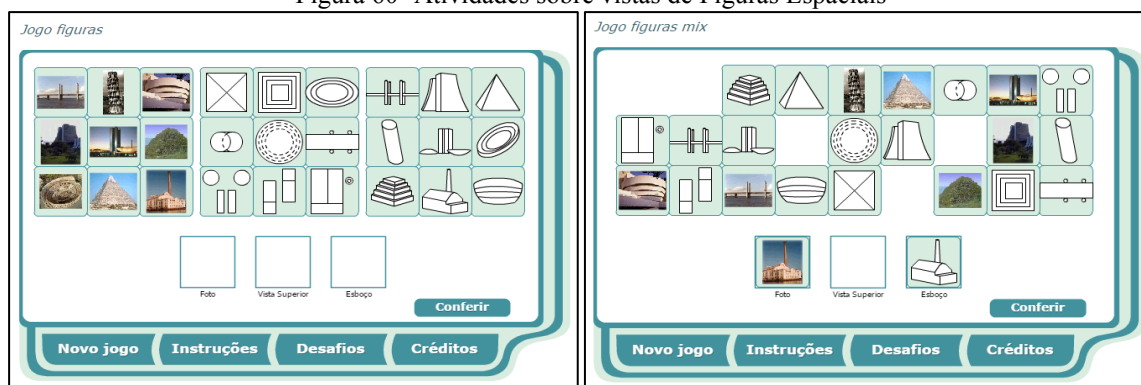 Figura 60- Atividades sobre vistas de Figuras Espaciais
Jogo figuras
Foto
Vista Superior
Esboço
Conferir
Novo jogo
Instruções
Desafios
Créditos
Jogo figuras mix
Foto
Vista Superior
Esboço
Conferir
Novo jogo
Instruções
Desafios
Créditos